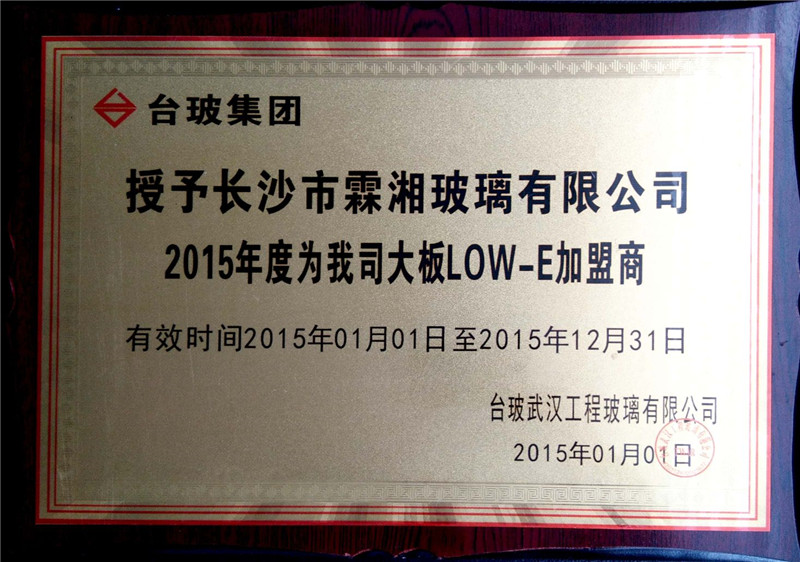 台玻集团
授予长沙市霖湘玻璃有限公司
2015年度为我司大板LOW-E加盟商
有效时间2015年01月01日至2015年12月31日
台玻武汉工程玻璃有限公司
2015年01月01日